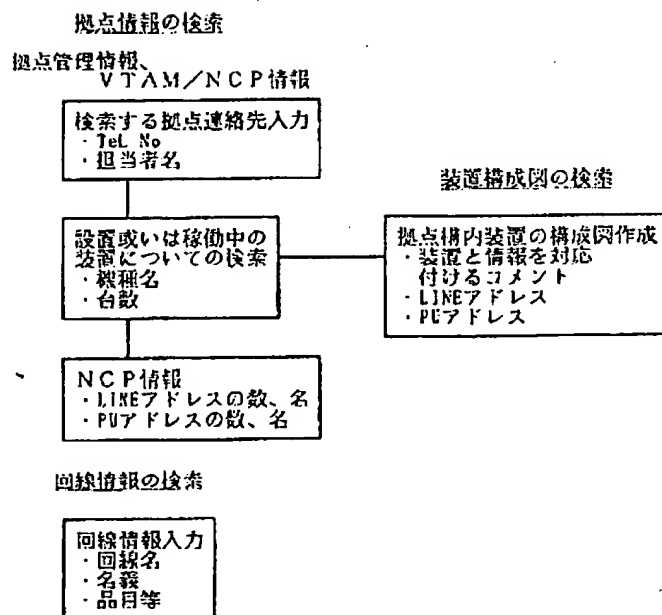 拠点情報の検索
拠点管理情報、
VTAM/NCP情報
検索する拠点連絡先入力
・Tel No
・担当者名
設置或いは稼働中の
装置についての検索
・機種名
・台数
NCP情報
・LINEアドレスの数、名
・PUアドレスの数、名
装置構成図の検索
拠点構内装置の構成図作成
・装置と情報を対応
付けるコメント
・LINEアドレス
・PUアドレス
回線情報の検索
回線情報入力
・回線名
・名義
・品目等